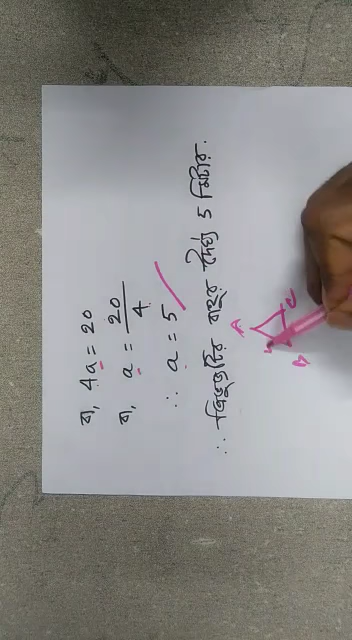 বা, 4a = 20
বা, a = 20/4
∴ a = 5
∴ ত্রিভুজটির বাহুর দৈর্ঘ্য 5 মিটার.
A
B
C